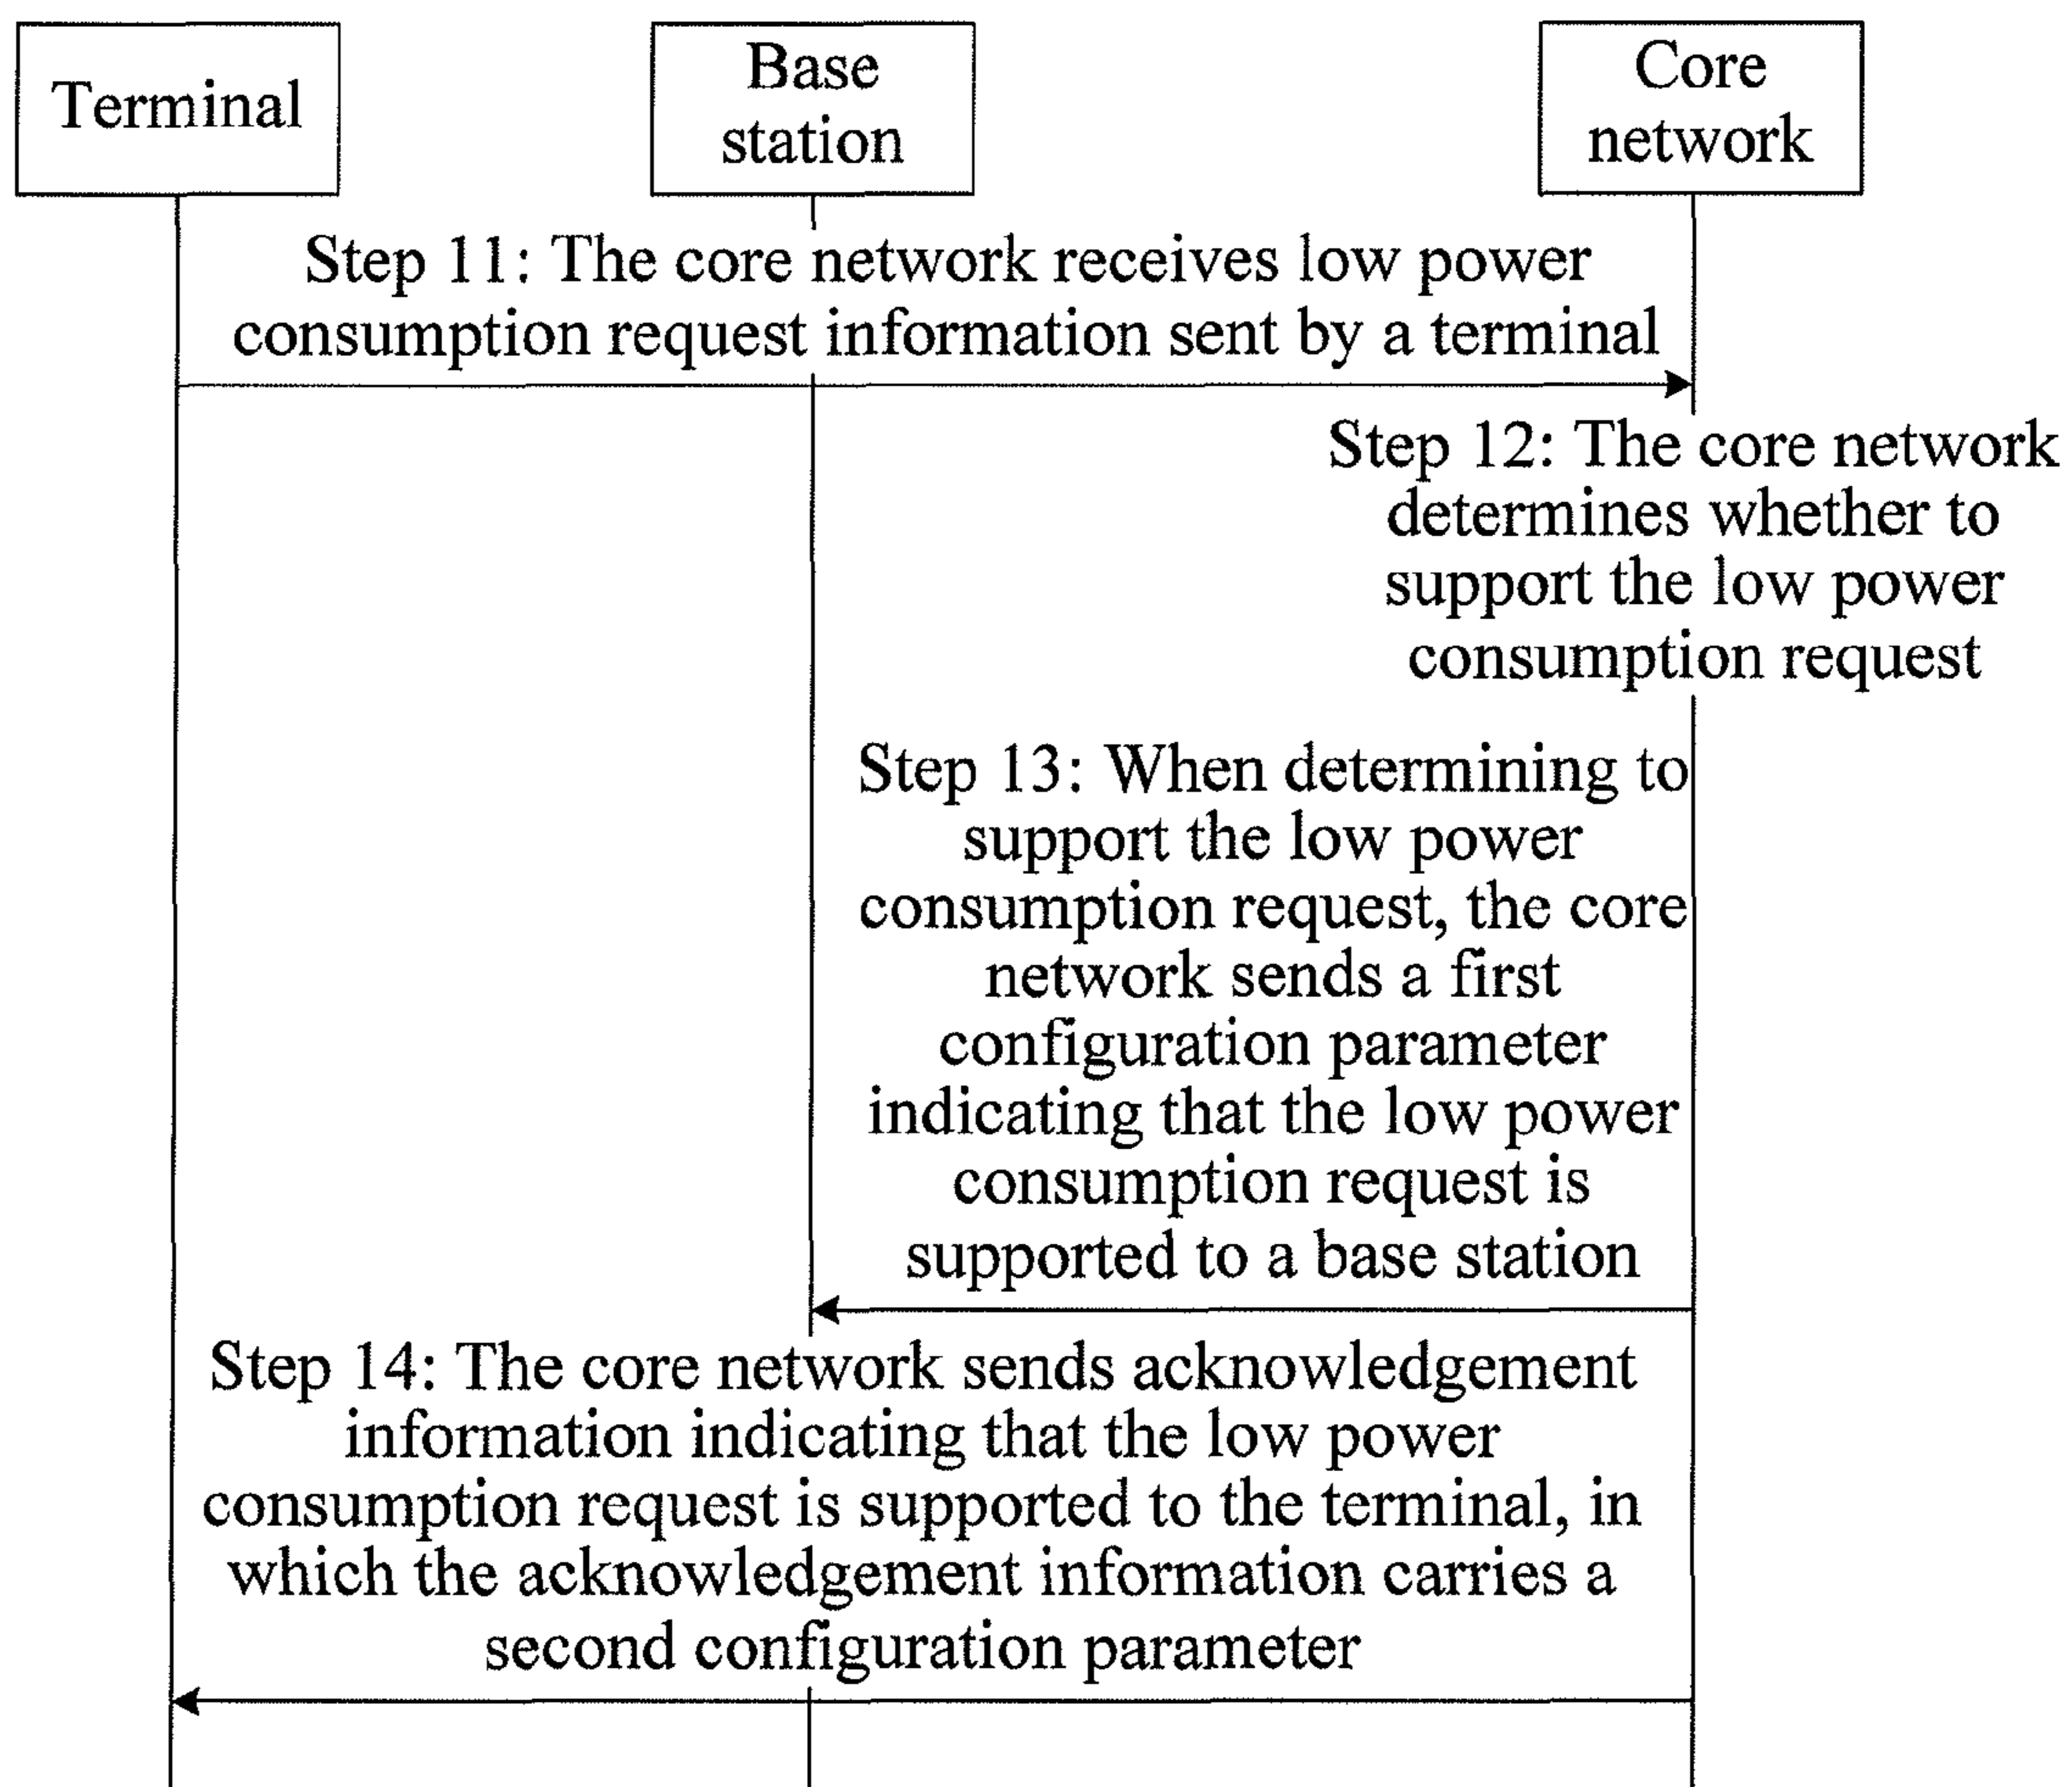 Terminal
Base
station
Core
network
Step 11: The core network receives low power
consumption request information sent by a terminal
Step 12: The core network
determines whether to
support the low power
consumption request
Step 13: When determining to
support the low power
consumption request, the core
network sends a first
configuration parameter
indicating that the low power
consumption request is
supported to a base station
Step 14: The core network sends acknowledgement
information indicating that the low power
consumption request is supported to the terminal, in
which the acknowledgement information carries a
second configuration parameter